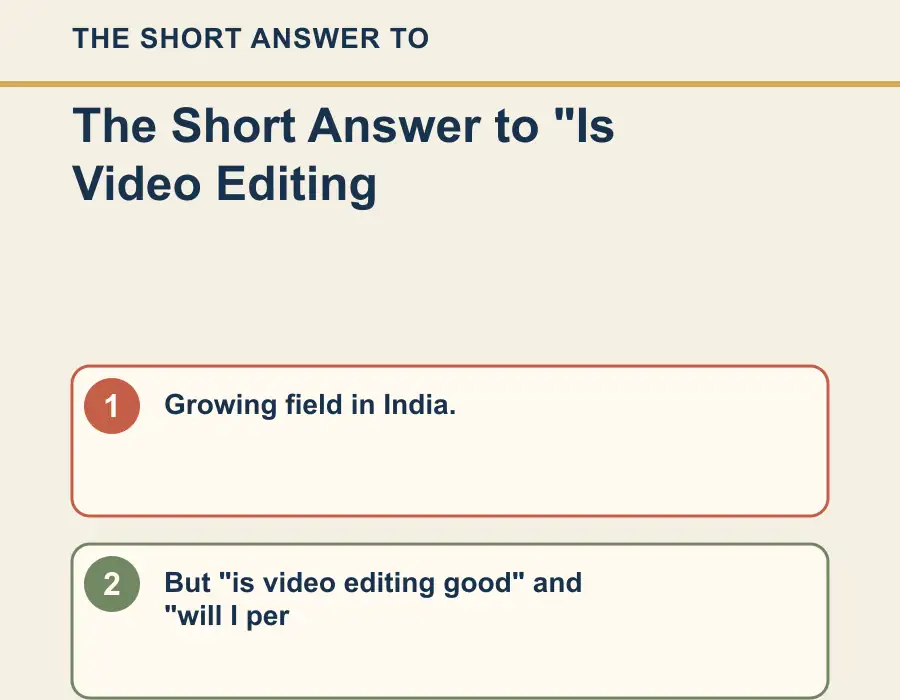 THE SHORT ANSWER TO
The Short Answer to "Is
Video Editing
1
Growing field in India.
2
But "is video editing good" and
"will I per